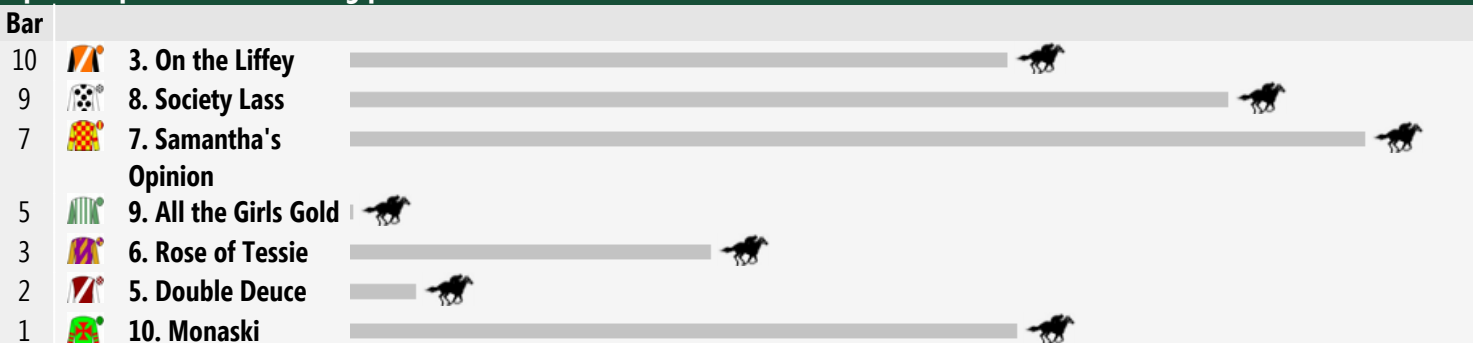 Bar
10 3. On the Liffey
9 8. Society Lass
7 7. Samantha's
Opinion
5 9. All the Girls Gold
3 6. Rose of Tessie
2 5. Double Deuce
1 10. Monaski